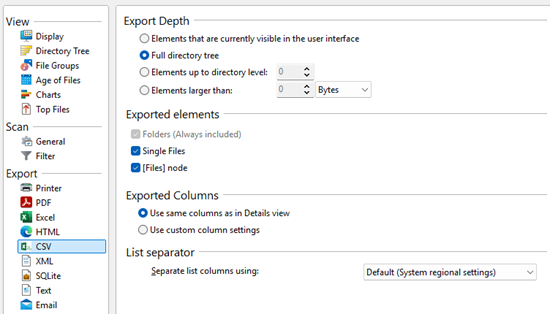 View
Display
Directory Tree
File Groups
Age of Files
Charts
Top Files
Scan
General
Filter
Export
Printer
PDF
Excel
HTML
CSV
XML
SQLite
Text
Email
Export Depth
Elements that are currently visible in the user interface
Full directory tree
Elements up to directory level: 0
Elements larger than: 0 Bytes
Exported elements
Folders (Always included)
Single Files
[Files] node
Exported Columns
Use same columns as in Details view
Use custom column settings
List separator
Separate list columns using: Default (System regional settings)